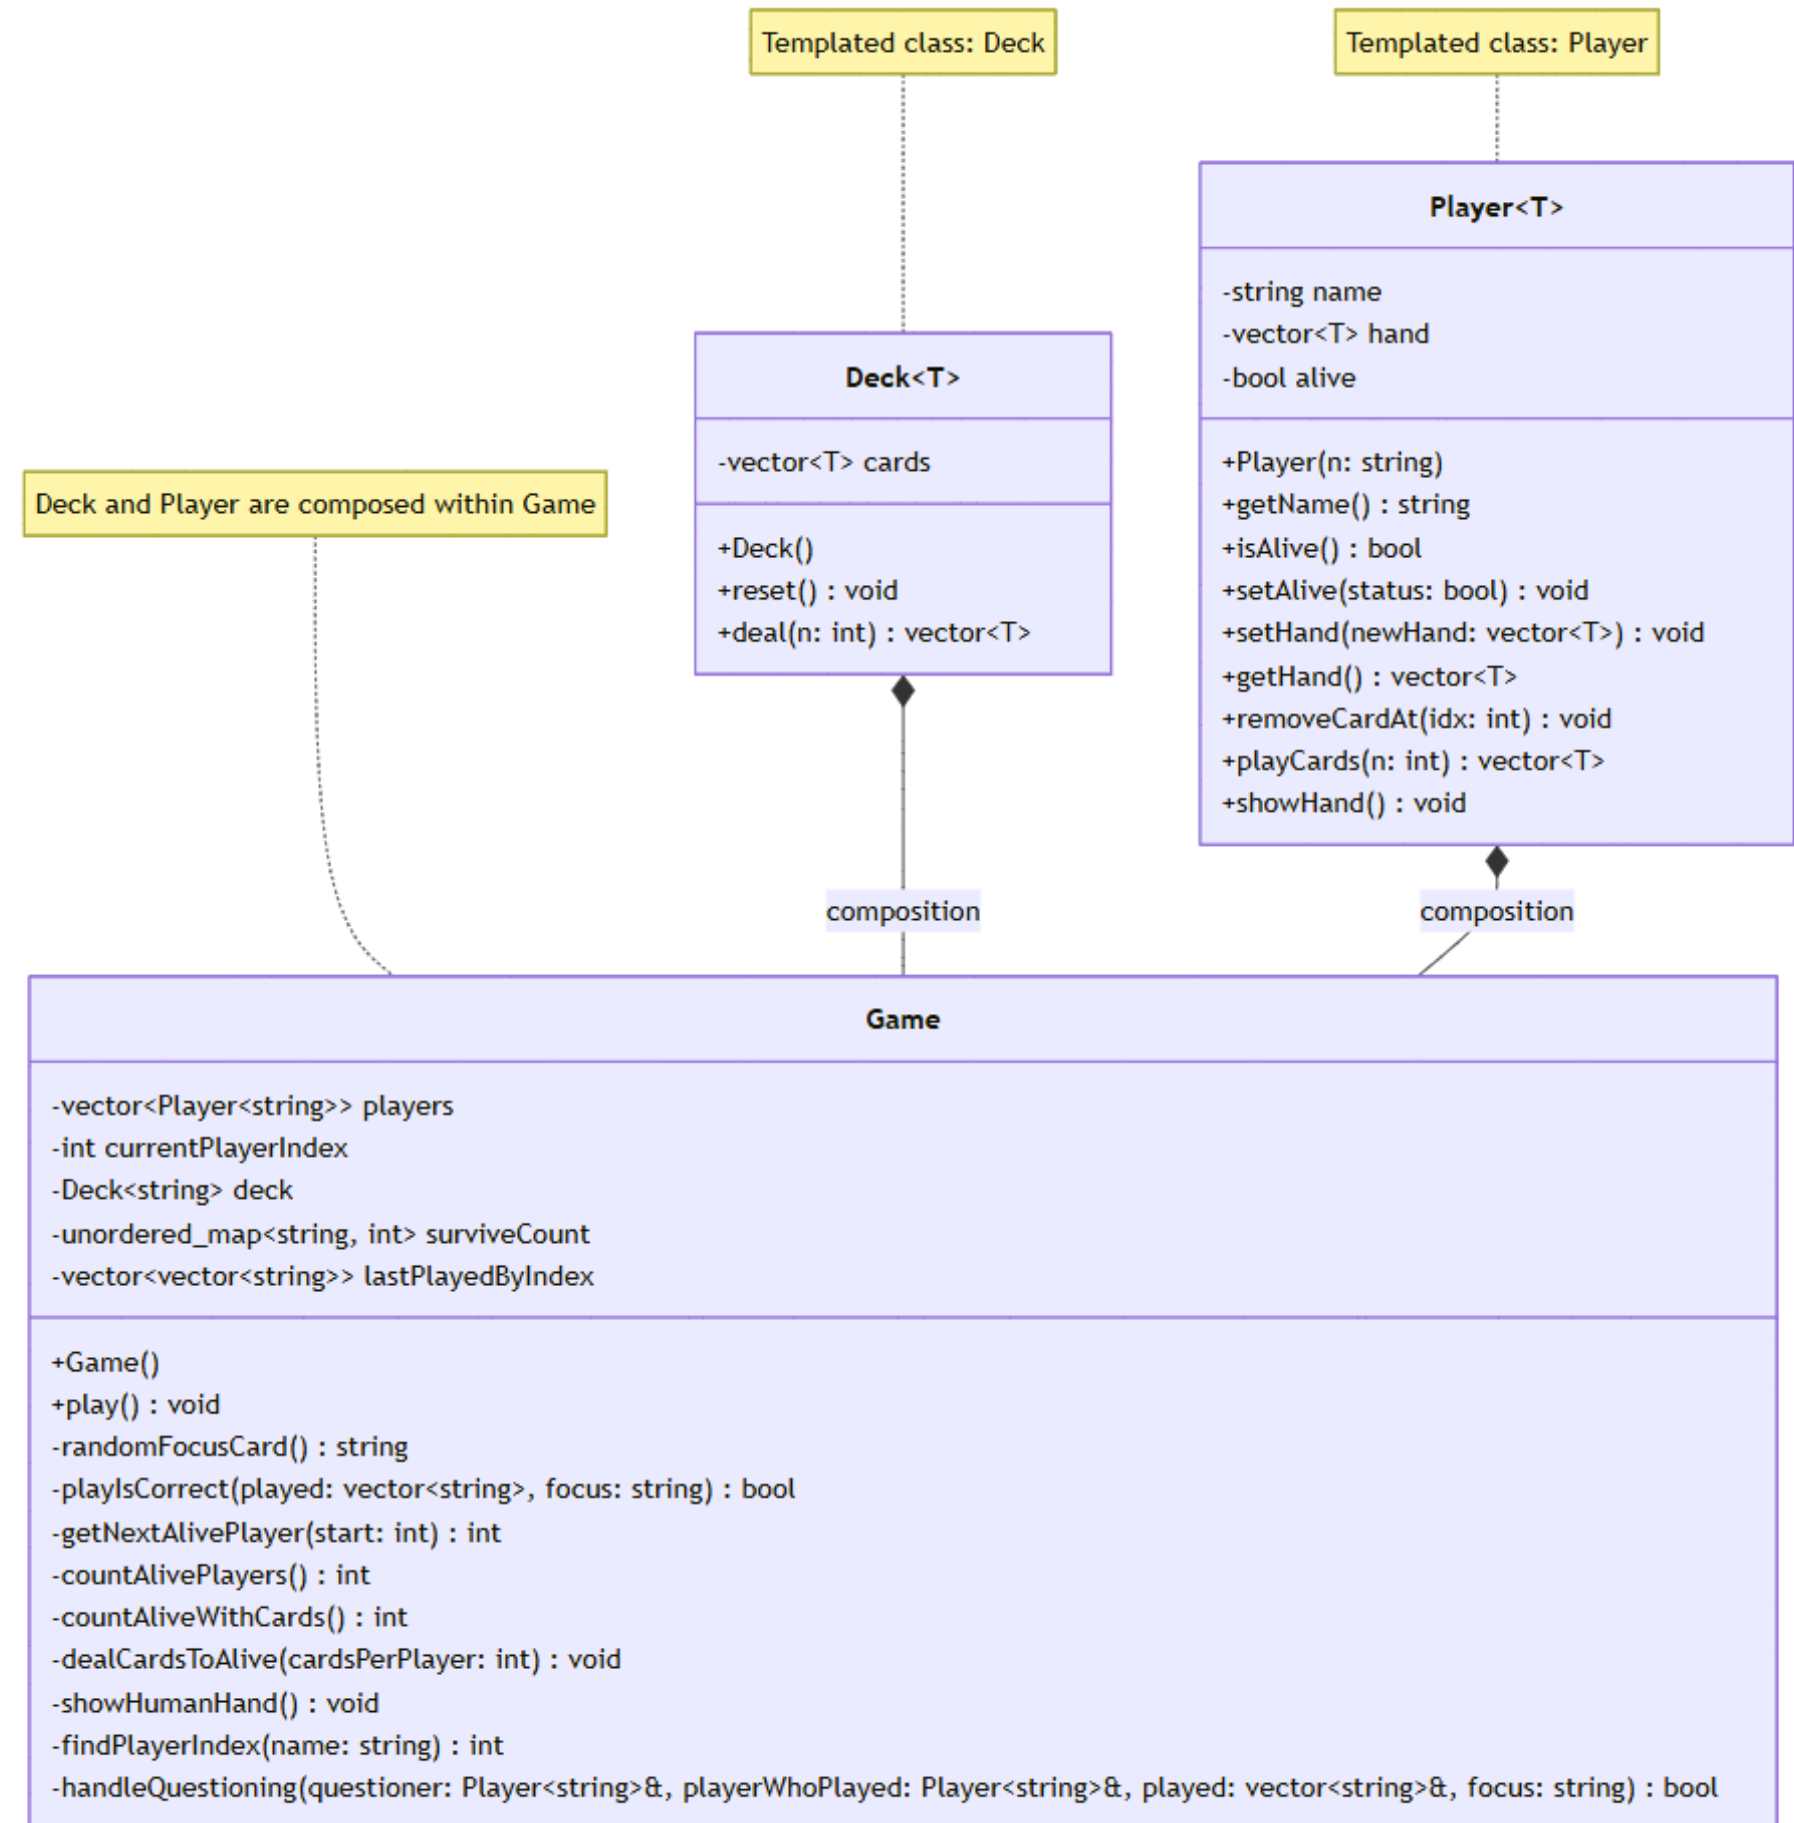 Templated class: Deck
Templated class: Player
Player<T>
-string name
-vector<T> hand
-bool alive
+Player(n: string)
+getName() : string
+isAlive() : bool
+setAlive(status: bool) : void
+setHand(newHand: vector<T>) : void
+getHand() : vector<T>
+removeCardAt(idx: int) : void
+playCards(n: int) : vector<T>
+showHand() : void
Deck<T>
-vector<T> cards
+Deck()
+reset() : void
+deal(n: int) : vector<T>
Deck and Player are composed within Game
composition
composition
Game
-vector<Player<string>> players
-int currentPlayerIndex
-Deck<string> deck
-unordered_map<string, int> surviveCount
-vector<vector<string>> lastPlayedByIndex
+Game()
+play() : void
-randomFocusCard() : string
-playIsCorrect(played: vector<string>, focus: string) : bool
-getNextAlivePlayer(start: int) : int
-countAlivePlayers() : int
-countAliveWithCards() : int
-dealCardsToAlive(cardsPerPlayer: int) : void
-showHumanHand() : void
-findPlayerIndex(name: string) : int
-handleQuestioning(questioner: Player<string>&, playerWhoPlayed: Player<string>&, played: vector<string>&, focus: string) : bool